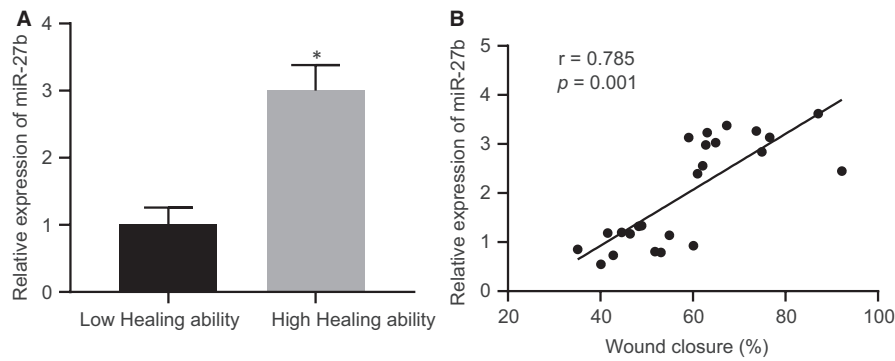 A
Relative expression of miR-27b
4
3
2
1
0
*
Low Healing ability
High Healing ability
B
Relative expression of miR-27b
5
4
3
2
1
0
r = 0.785
p = 0.001
20
40
60
80
100
Wound closure (%)